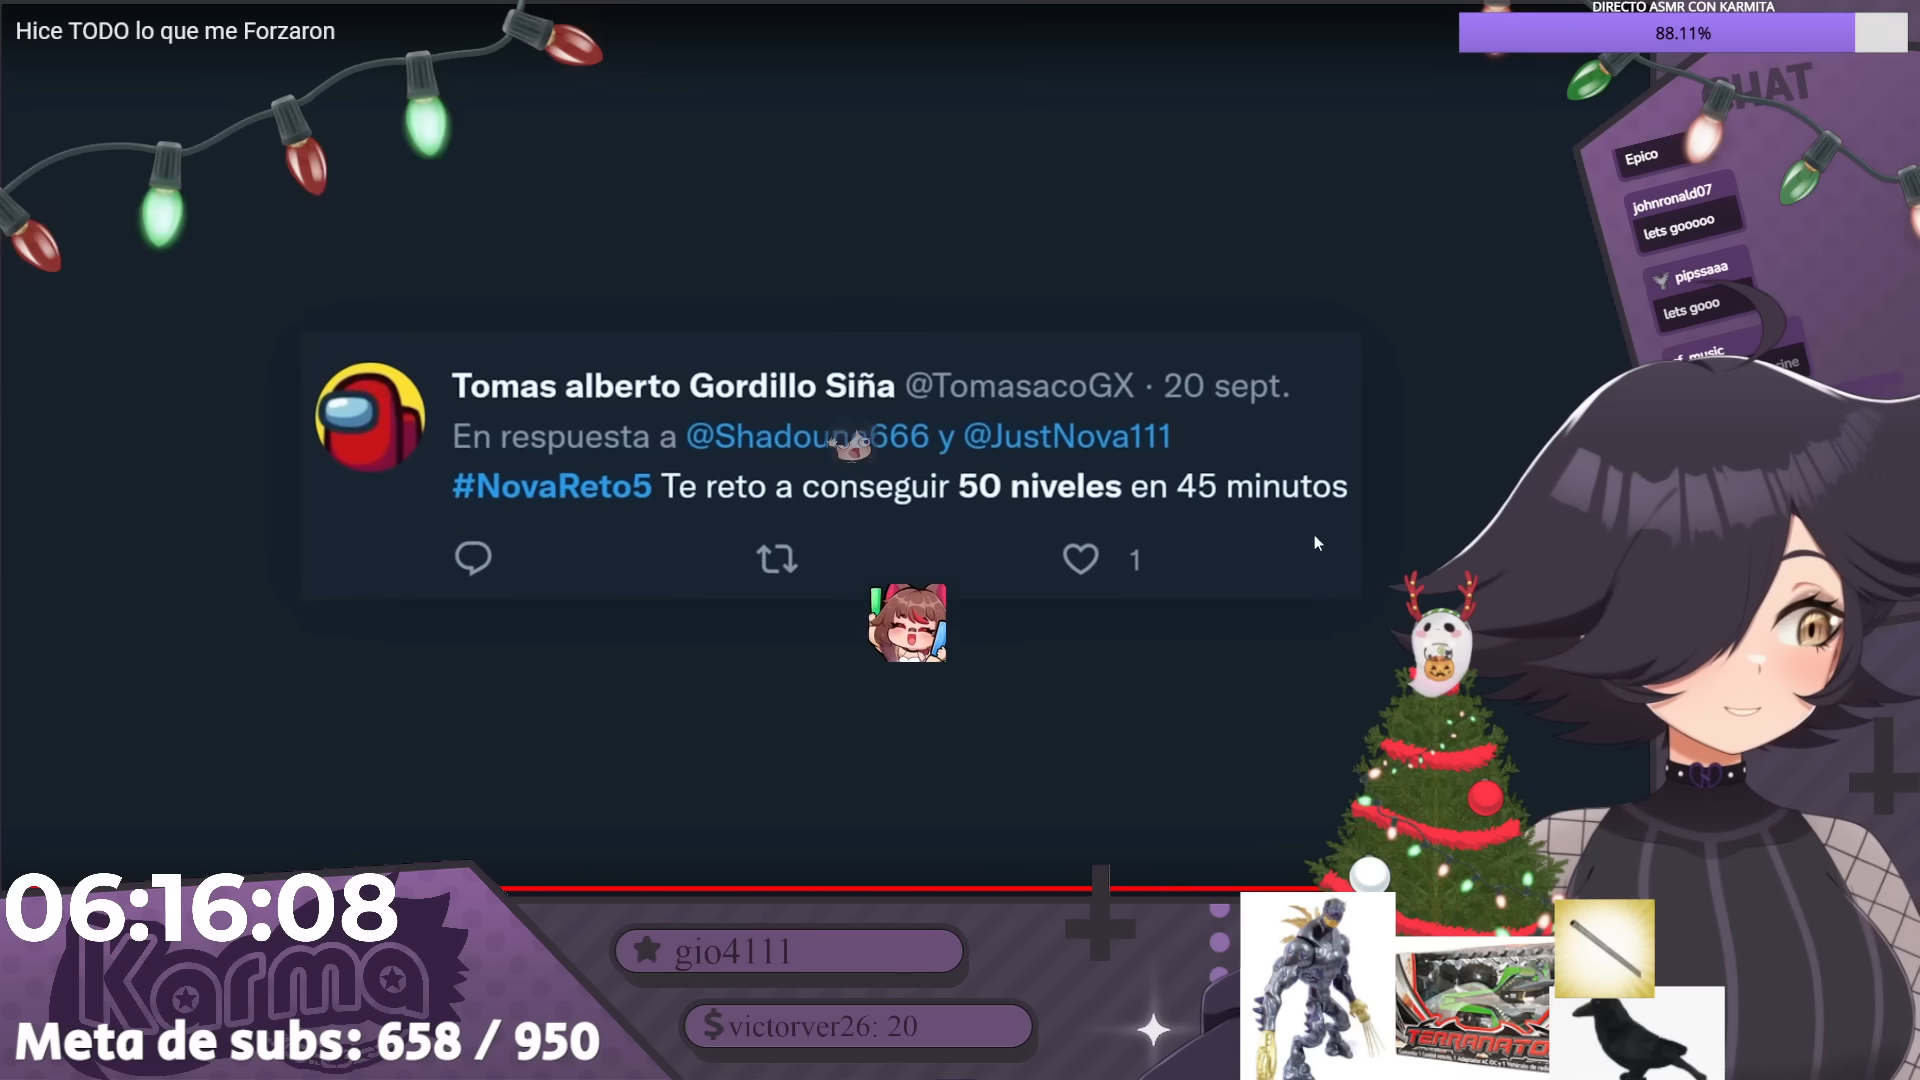 Hice TODO lo que me Forzaron
DIRECTO ASMR CON KARMITA
88.11%
CHAT
Epico
johnronald07
lets gooooo
pipssaaa
lets gooo
Tomas alberto Gordillo Siña @TomasacoGX · 20 sept.
En respuesta a @Shadoune666 y @JustNova111
#NovaReto5 Te reto a conseguir 50 niveles en 45 minutos
1
06:16:08
Karma
Meta de subs: 658 / 950
gio4111
$ victorver26: 20